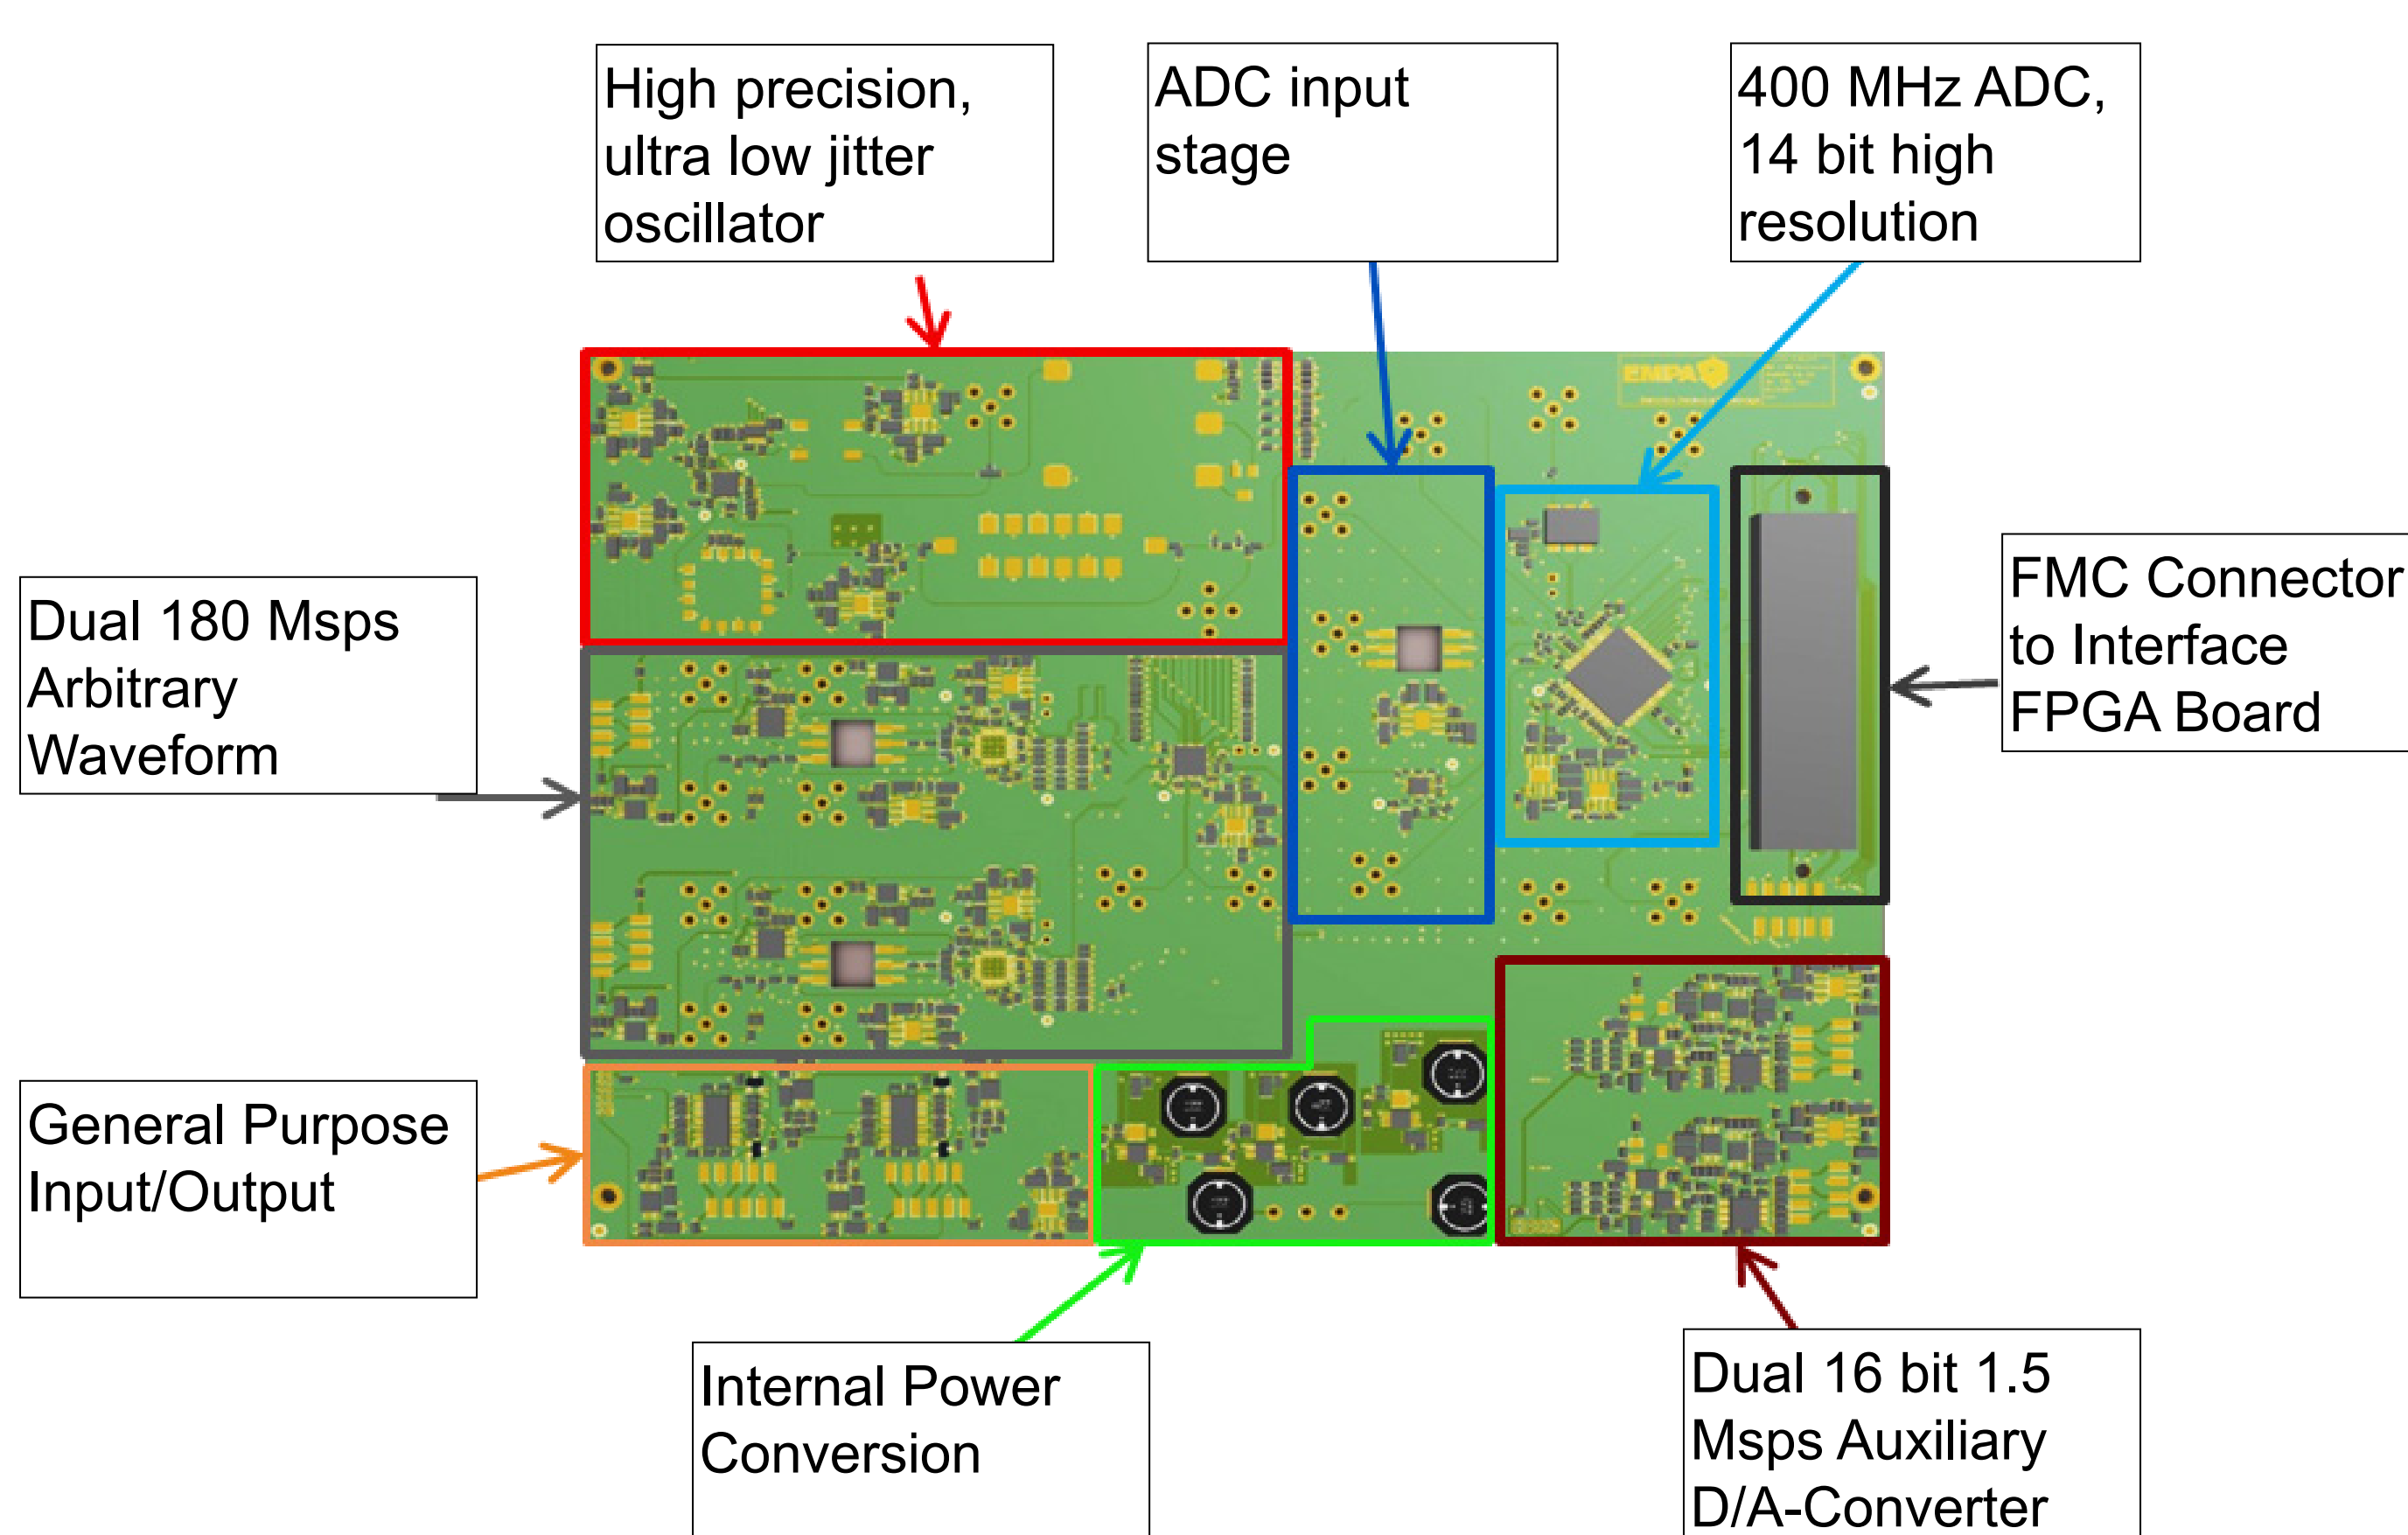 High precision,
ultra low jitter
oscillator
ADC input
stage
400 MHz ADC,
14 bit high
resolution
EMPA
Dual 180 Msps
Arbitrary
Waveform
FMC Connector
to Interface
FPGA Board
General Purpose
Input/Output
Internal Power
Conversion
Dual 16 bit 1.5
Msps Auxiliary
D/A-Converter